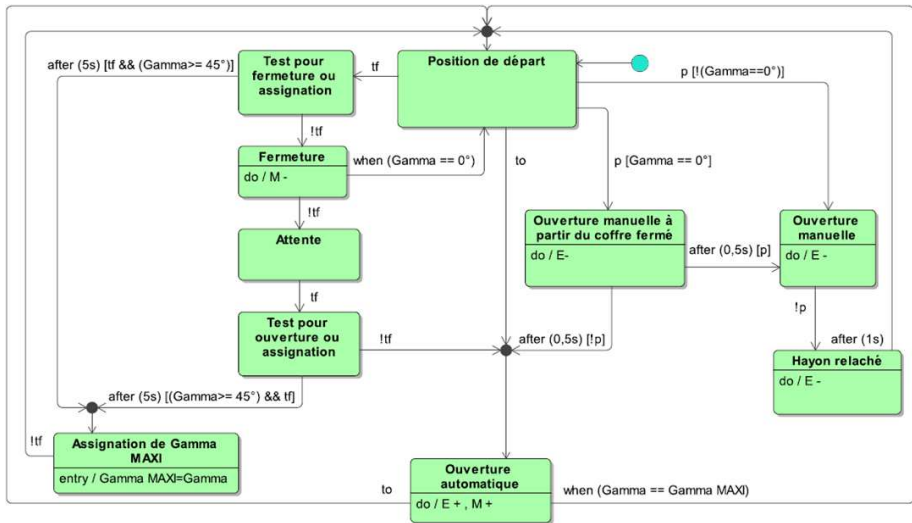 after (5s) [tf && (Gamma>= 45°)]
Test pour
fermeture ou
assignation
tf
Position de départ
p [!(Gamma==0°)]
!tf
Fermeture
do / M -
when (Gamma == 0°)
to
p [Gamma == 0°]
!tf
Attente
Ouverture manuelle à
partir du coffre fermé
do / E-
after (0,5s) [p]
Ouverture
manuelle
do / E -
tf
Test pour
ouverture ou
assignation
!tf
after (0,5s) [!p]
!p
after (1s)
Hayon relaché
do / E -
after (5s) [(Gamma>= 45°) && tf]
!tf
Assignation de Gamma
MAXI
entry / Gamma MAXI=Gamma
to
Ouverture
automatique
do / E + , M +
when (Gamma == Gamma MAXI)